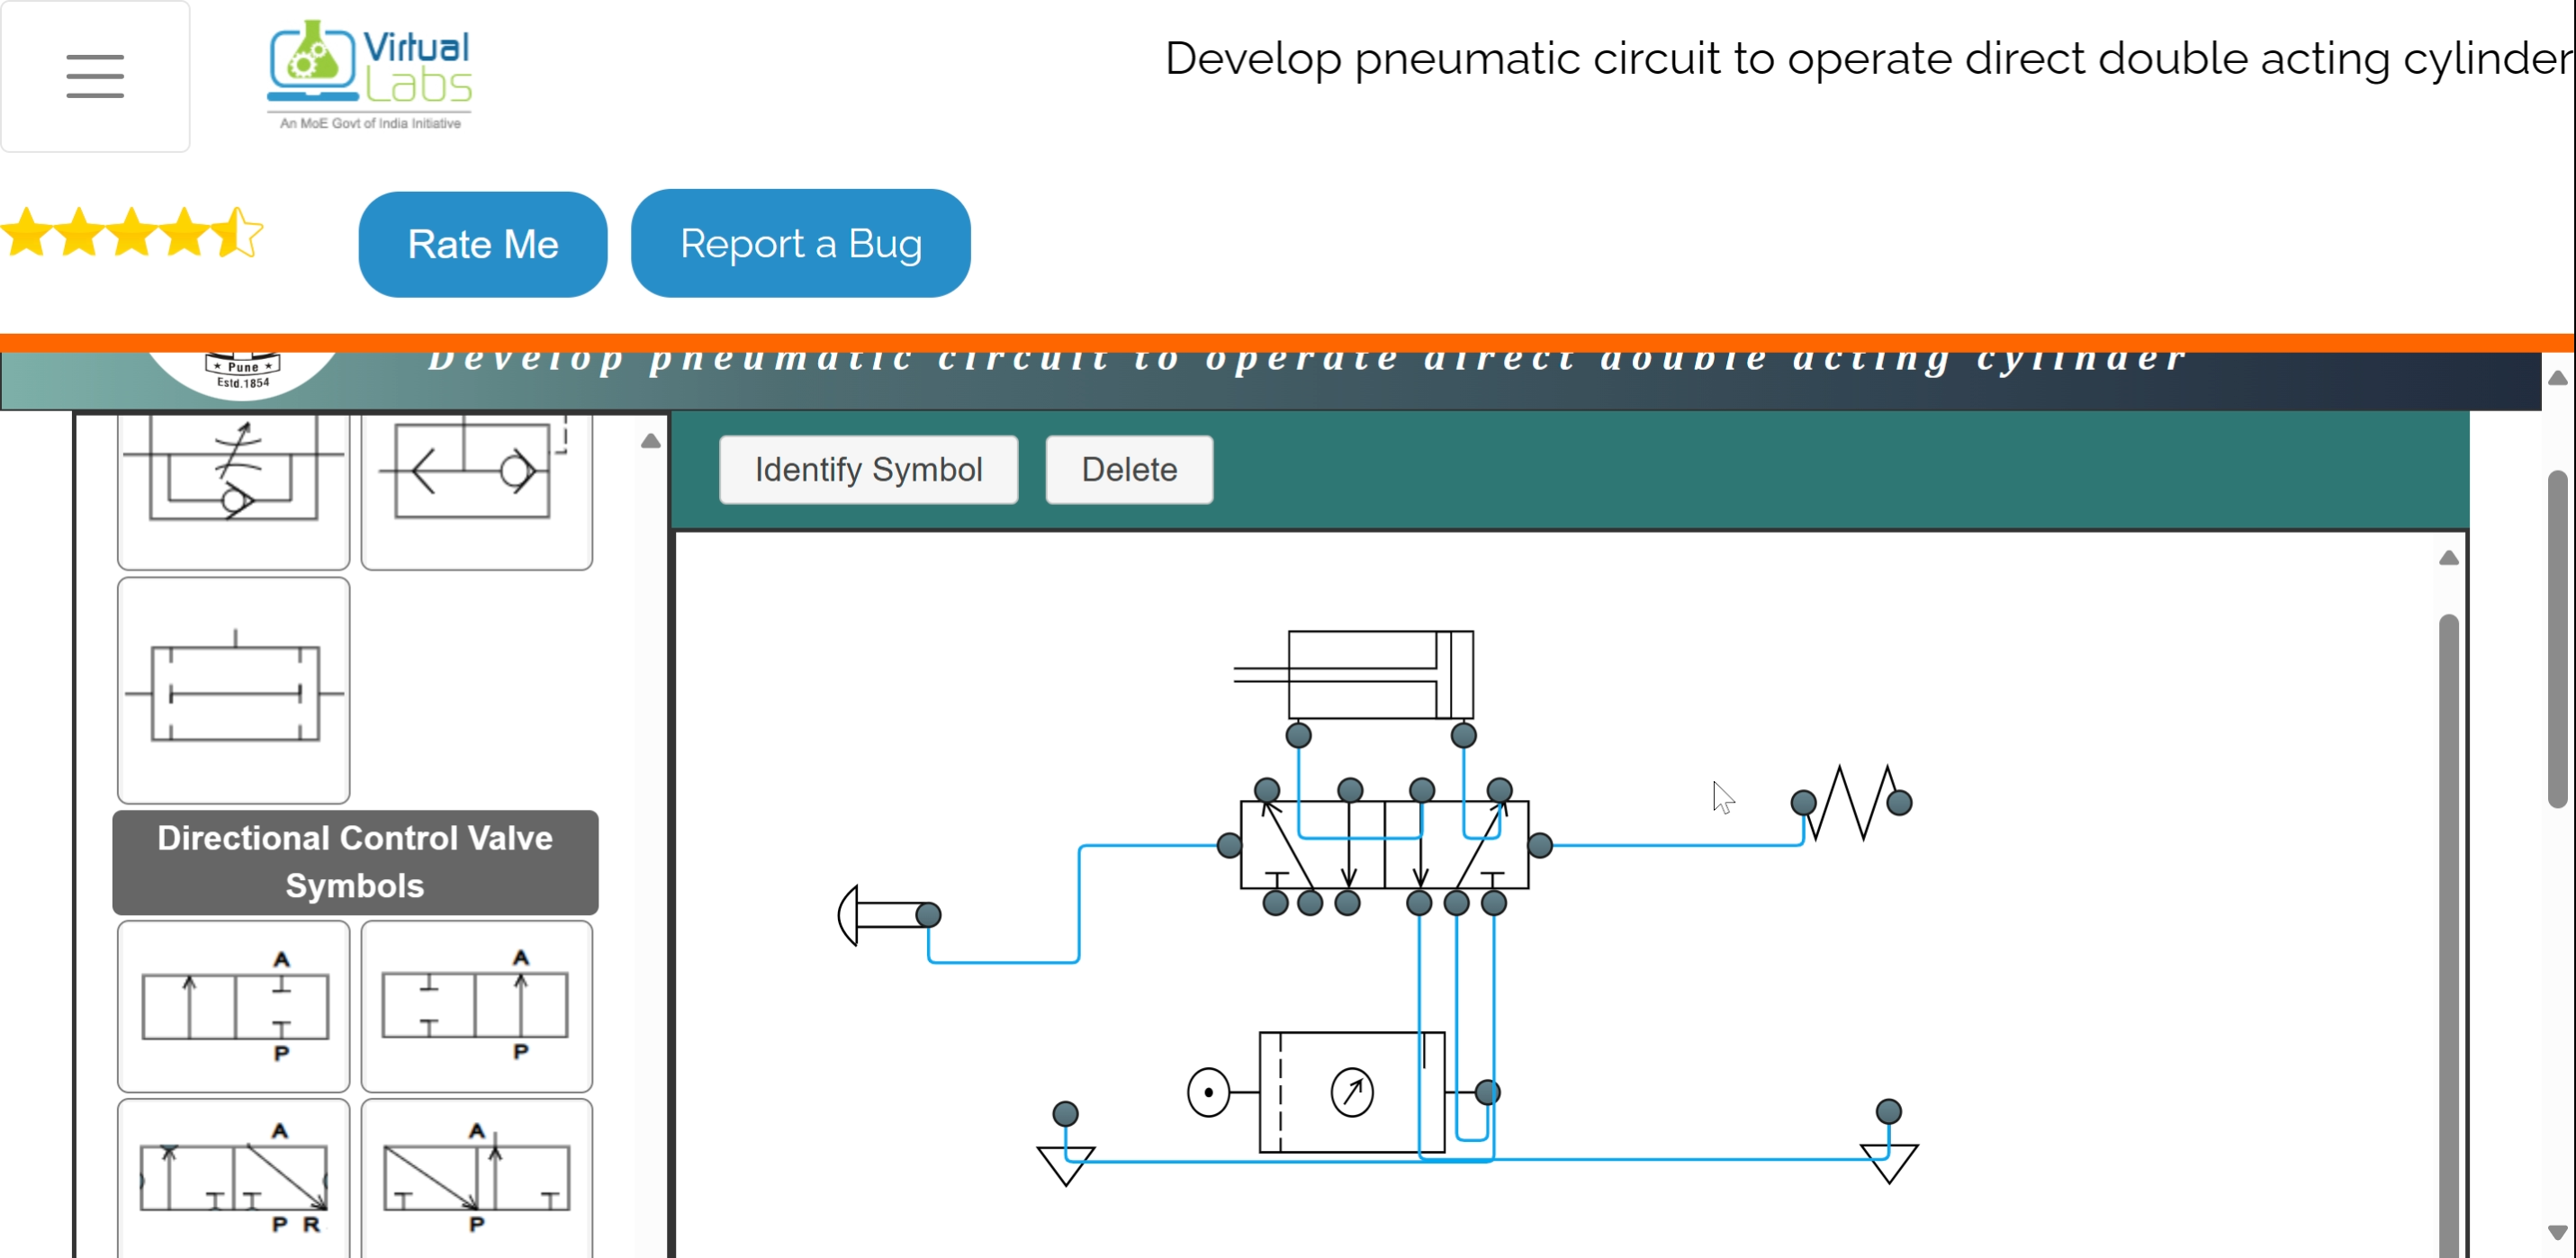 Virtual
Labs
An MoE Govt of India Initiative
Develop pneumatic circuit to operate direct double acting cylinder
Rate Me
Report a Bug
★ Pune ★
Estd.1854
Develop pneumatic circuit to operate direct double acting cylinder
Identify Symbol
Delete
Directional Control Valve
Symbols
A
P
A
P
A
P R
A
P